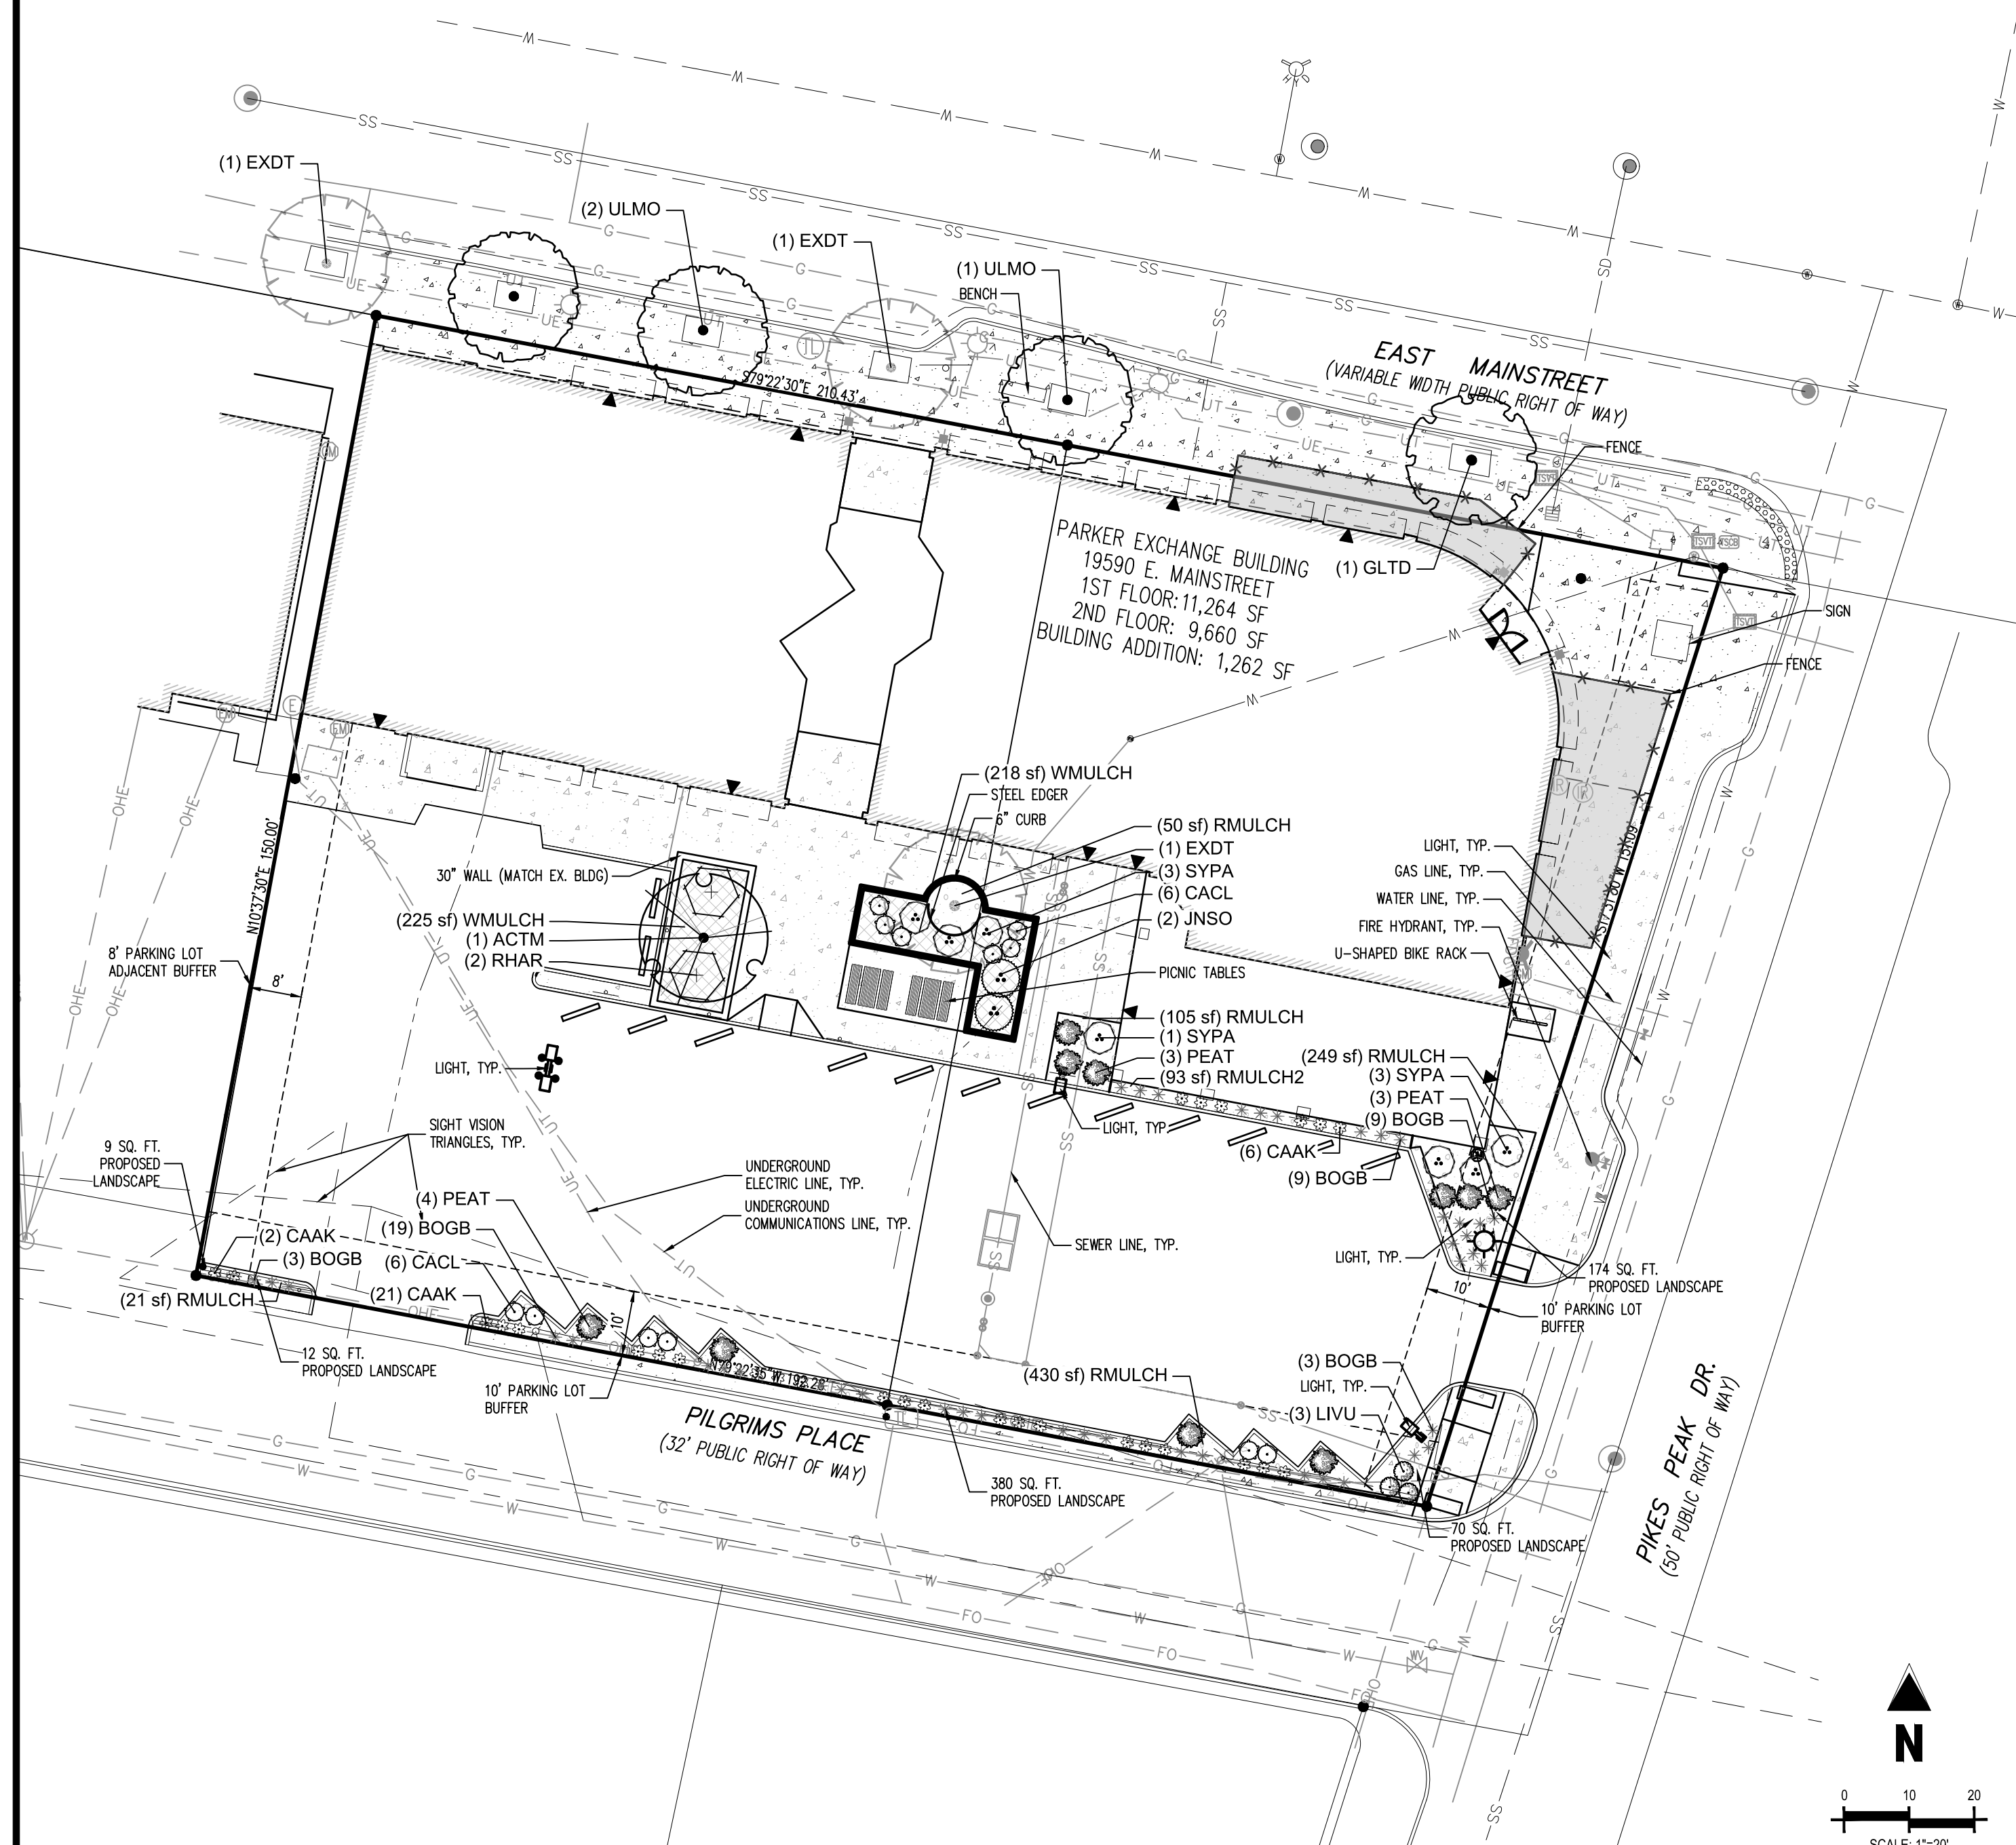 (1) EXDT
(2) ULMO
(1) EXDT
(1) ULMO
BENCH
EAST MAINSTREET
(VARIABLE WIDTH PUBLIC RIGHT OF WAY)
FENCE
S79°22'30"E 210.43'
PARKER EXCHANGE BUILDING
19590 E. MAINSTREET
1ST FLOOR: 11,264 SF
2ND FLOOR: 9,660 SF
BUILDING ADDITION: 1,262 SF
(1) GLTD
SIGN
FENCE
(218 sf) WMULCH
STEEL EDGER
6" CURB
(50 sf) RMULCH
(1) EXDT
(3) SYPA
(6) CACL
(2) JNSO
PICNIC TABLES
30" WALL (MATCH EX. BLDG)
(225 sf) WMULCH
(1) ACTM
(2) RHAR
N10°37'30"E 150.00'
8' PARKING LOT
ADJACENT BUFFER
8'
LIGHT, TYP.
GAS LINE, TYP.
WATER LINE, TYP.
FIRE HYDRANT, TYP.
U-SHAPED BIKE RACK
(105 sf) RMULCH
(1) SYPA
(3) PEAT
(93 sf) RMULCH2
(249 sf) RMULCH
(3) SYPA
(3) PEAT
(9) BOGB
LIGHT, TYP.
LIGHT, TYP.
(6) CAAK
(9) BOGB
SIGHT VISION
TRIANGLES, TYP.
9 SQ. FT.
PROPOSED
LANDSCAPE
UNDERGROUND
ELECTRIC LINE, TYP.
UNDERGROUND
COMMUNICATIONS LINE, TYP.
SEWER LINE, TYP.
LIGHT, TYP.
174 SQ. FT.
PROPOSED LANDSCAPE
10'
10' PARKING LOT
BUFFER
(4) PEAT
(19) BOGB
(6) CACL
(21) CAAK
(2) CAAK
(3) BOGB
(21 sf) RMULCH
12 SQ. FT.
PROPOSED LANDSCAPE
10'
10' PARKING LOT
BUFFER
N79°22'35"W 192.28'
(430 sf) RMULCH
(3) BOGB
LIGHT, TYP.
(3) LIVU
380 SQ. FT.
PROPOSED LANDSCAPE
70 SQ. FT.
PROPOSED LANDSCAPE
PILGRIMS PLACE
(32' PUBLIC RIGHT OF WAY)
PIKES PEAK DR.
(50' PUBLIC RIGHT OF WAY)
N
0 10 20
SCALE: 1"=20'